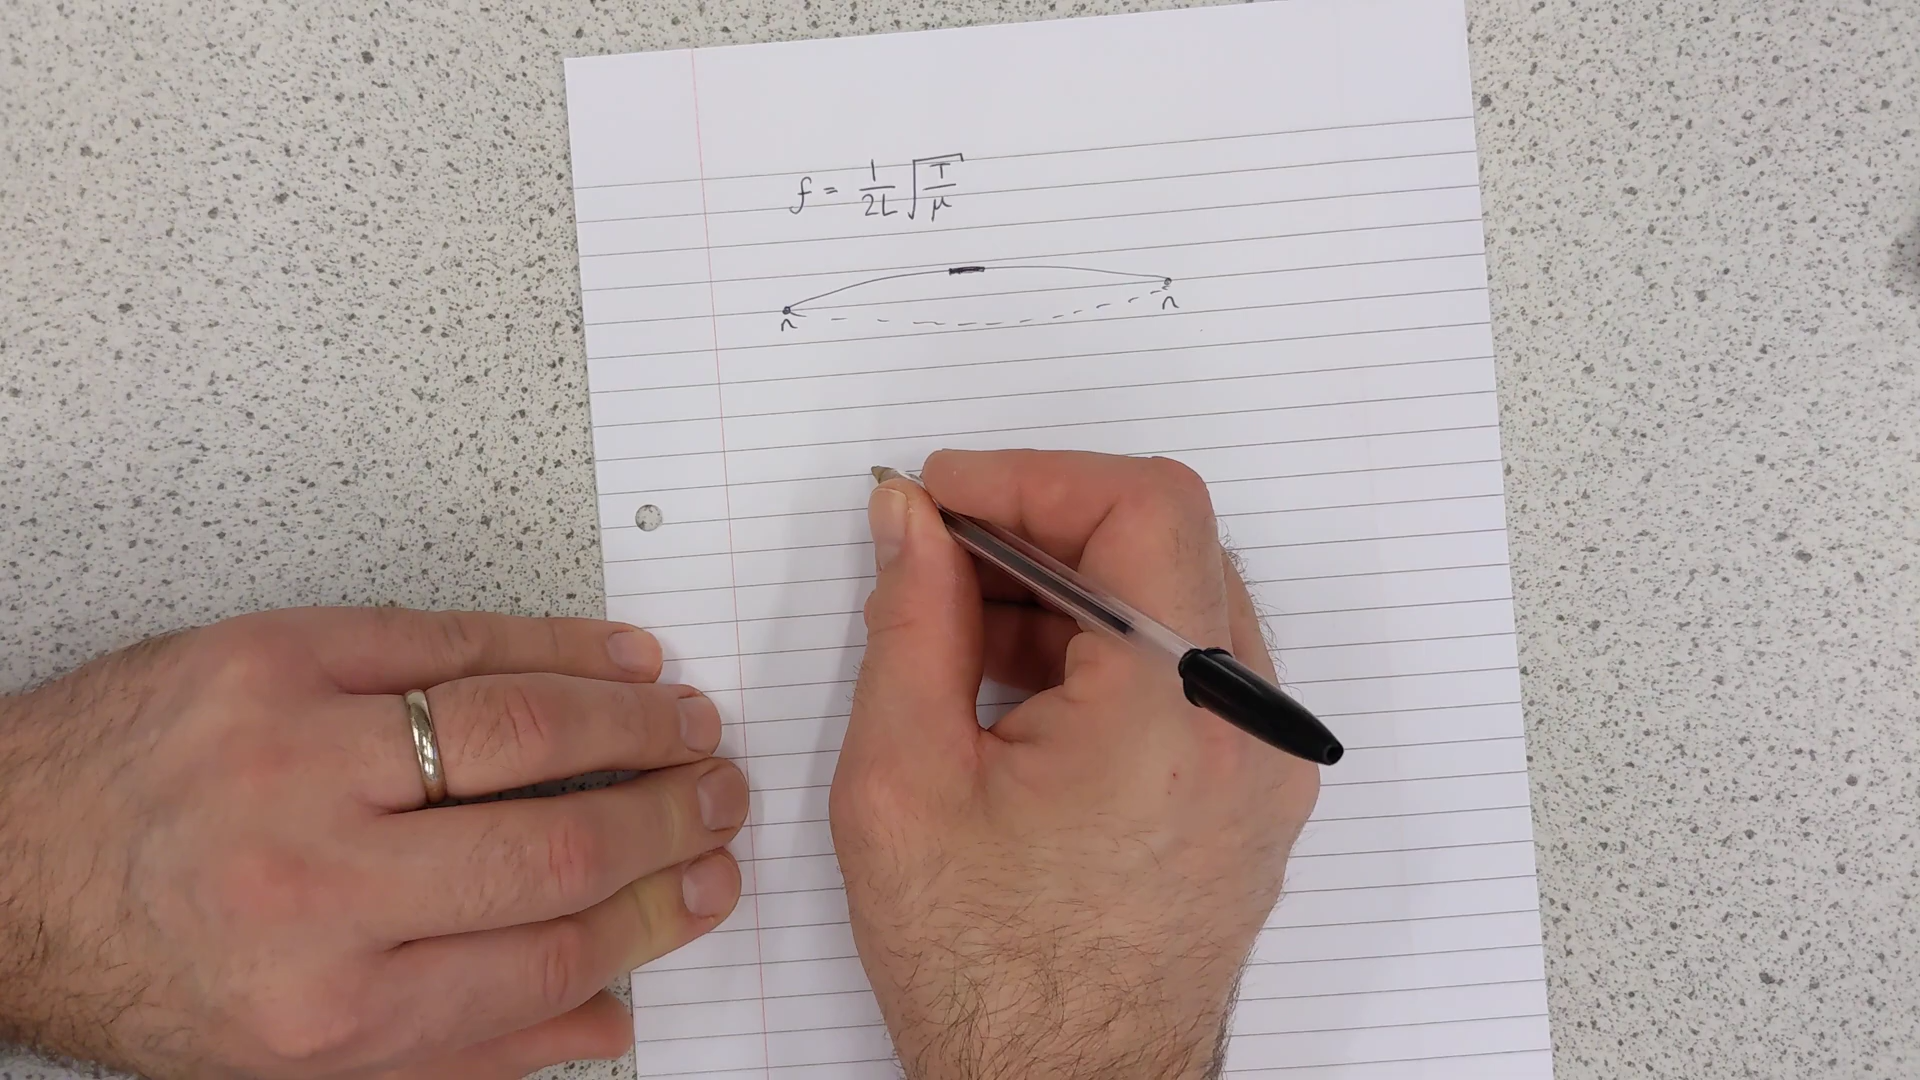 f = 1/2L √T/μ
n n